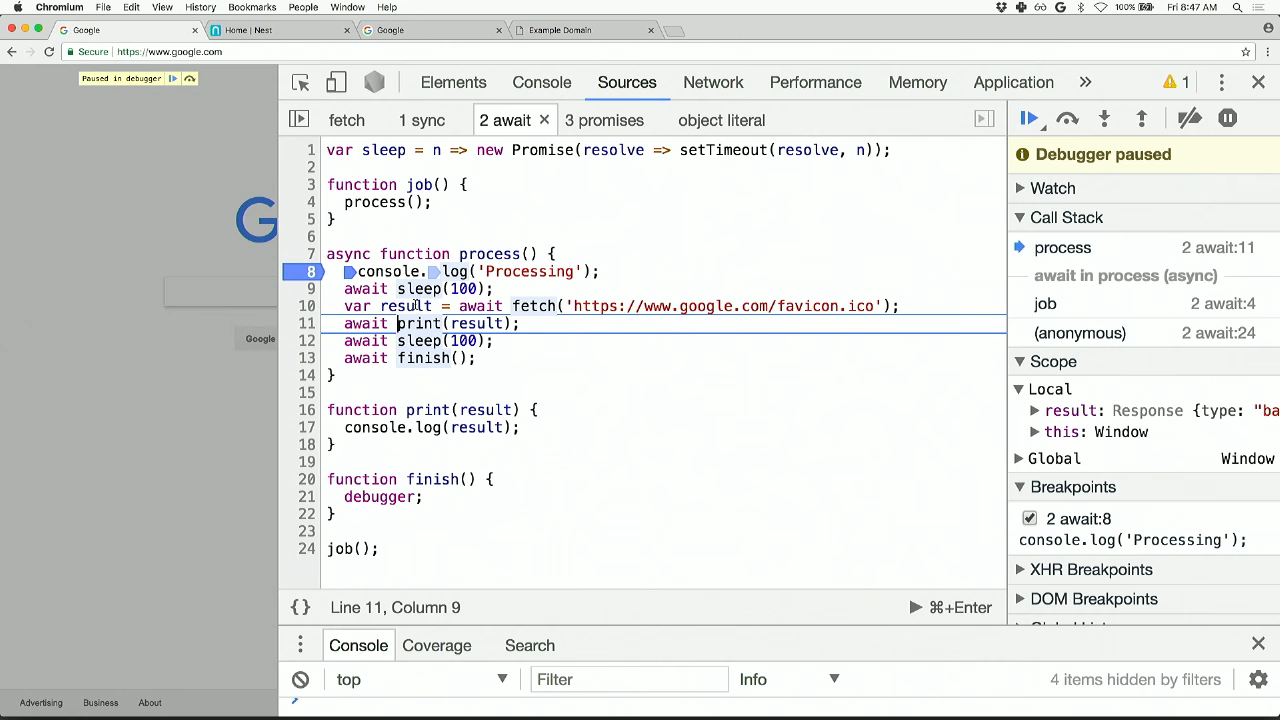 Chromium File Edit View History Bookmarks People Window Help 100% Fri 8:47 AM
Google Home | Nest Google Example Domain
Secure https://www.google.com
Paused in debugger
Elements Console Sources Network Performance Memory Application 1
fetch 1 sync 2 await 3 promises object literal
Debugger paused
Watch
Call Stack
process 2 await:11
await in process (async)
job 2 await:4
(anonymous) 2 await:24
Scope
Local
result: Response {type: "ba
this: Window
Global Window
Breakpoints
2 await:8
console.log('Processing');
XHR Breakpoints
DOM Breakpoints
1 var sleep = n => new Promise(resolve => setTimeout(resolve, n));
2
3 function job() {
4 process();
5 }
6
7 async function process() {
8 console.log('Processing');
9 await sleep(100);
10 var result = await fetch('https://www.google.com/favicon.ico');
11 await print(result);
12 await sleep(100);
13 await finish();
14 }
15
16 function print(result) {
17 console.log(result);
18 }
19
20 function finish() {
21 debugger;
22 }
23
24 job();
G
Google
{} Line 11, Column 9 ⌘+Enter
Console Coverage Search
top Filter Info 4 items hidden by filters
Advertising Business About